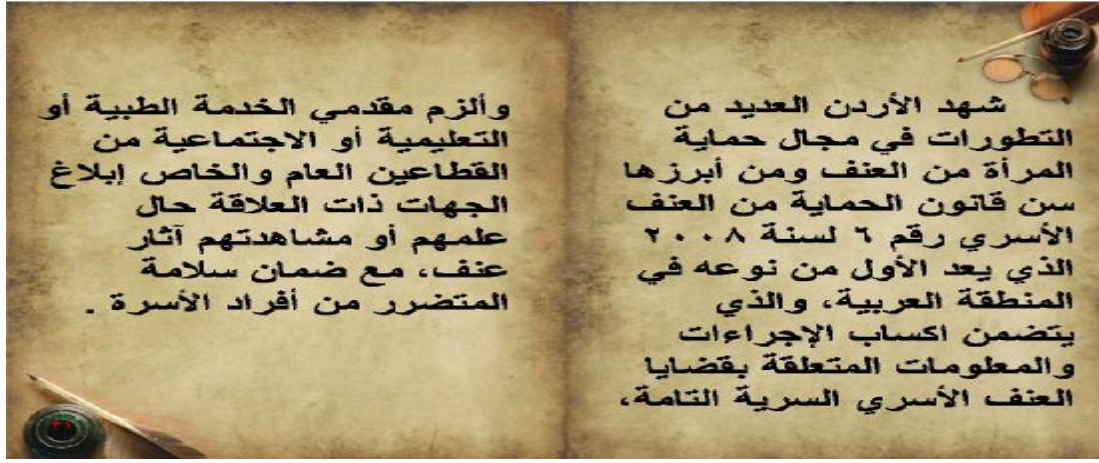 شهد الأردن العديد من
التطورات في مجال حماية
المرأة من العنف ومن أبرزها
سن قانون الحماية من العنف
الأسري رقم ٦ لسنة ٢٠٠٨
الذي يعد الأول من نوعه في
المنطقة العربية، والذي
يتضمن اكساب الإجراءات
والمعلومات المتعلقة بقضايا
العنف الأسري السرية التامة،
وألزم مقدمي الخدمة الطبية أو
التعليمية أو الاجتماعية من
القطاعين العام والخاص إبلاغ
الجهات ذات العلاقة حال
علمهم أو مشاهدتهم آثار
عنف، مع ضمان سلامة
المتضرر من أفراد الأسرة .